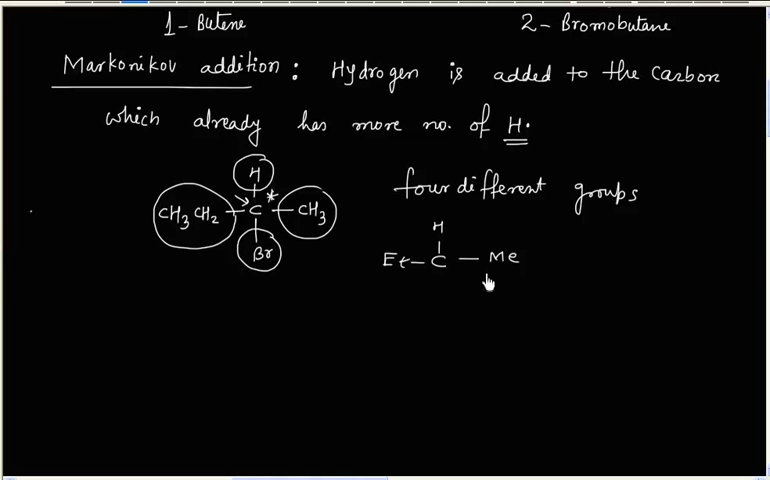 1 - Butene 2 - Bromobutane
Markonikov addition : Hydrogen is added to the carbon
which already has more no. of H.
four different groups
H
CH3 CH2 - C* - CH3
Br
H
Et - C - Me